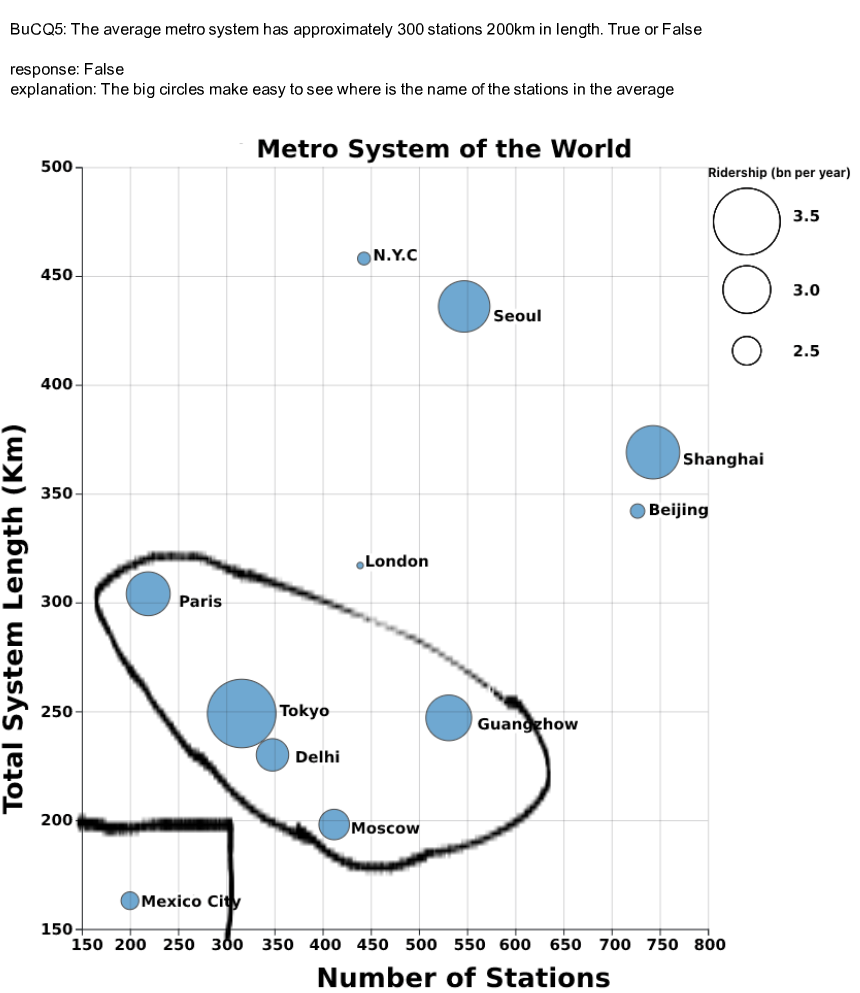 BuCQ5: The average metro system has approximately 300 stations 200km in length. True or False
response: False
explanation: The big circles make easy to see where is the name of the stations in the average
Metro System of the World
Ridership (bn per year)
3.5
3.0
2.5
500
450
400
350
300
250
200
150
Total System Length (Km)
N.Y.C
Seoul
Shanghai
Beijing
London
Paris
Tokyo
Guangzhow
Delhi
Moscow
Mexico City
150 200 250 300 350 400 450 500 550 600 650 700 750 800
Number of Stations